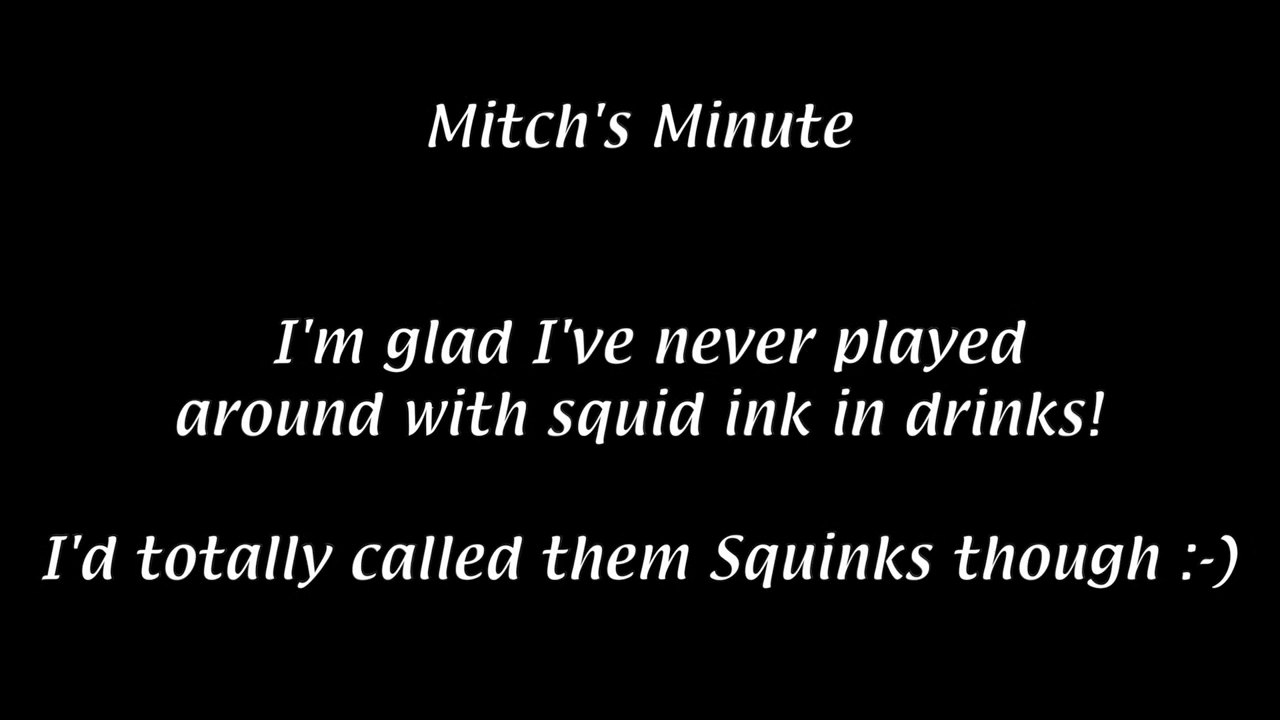 Mitch's Minute
I'm glad I've never played
around with squid ink in drinks!
I'd totally called them Squinks though :-)